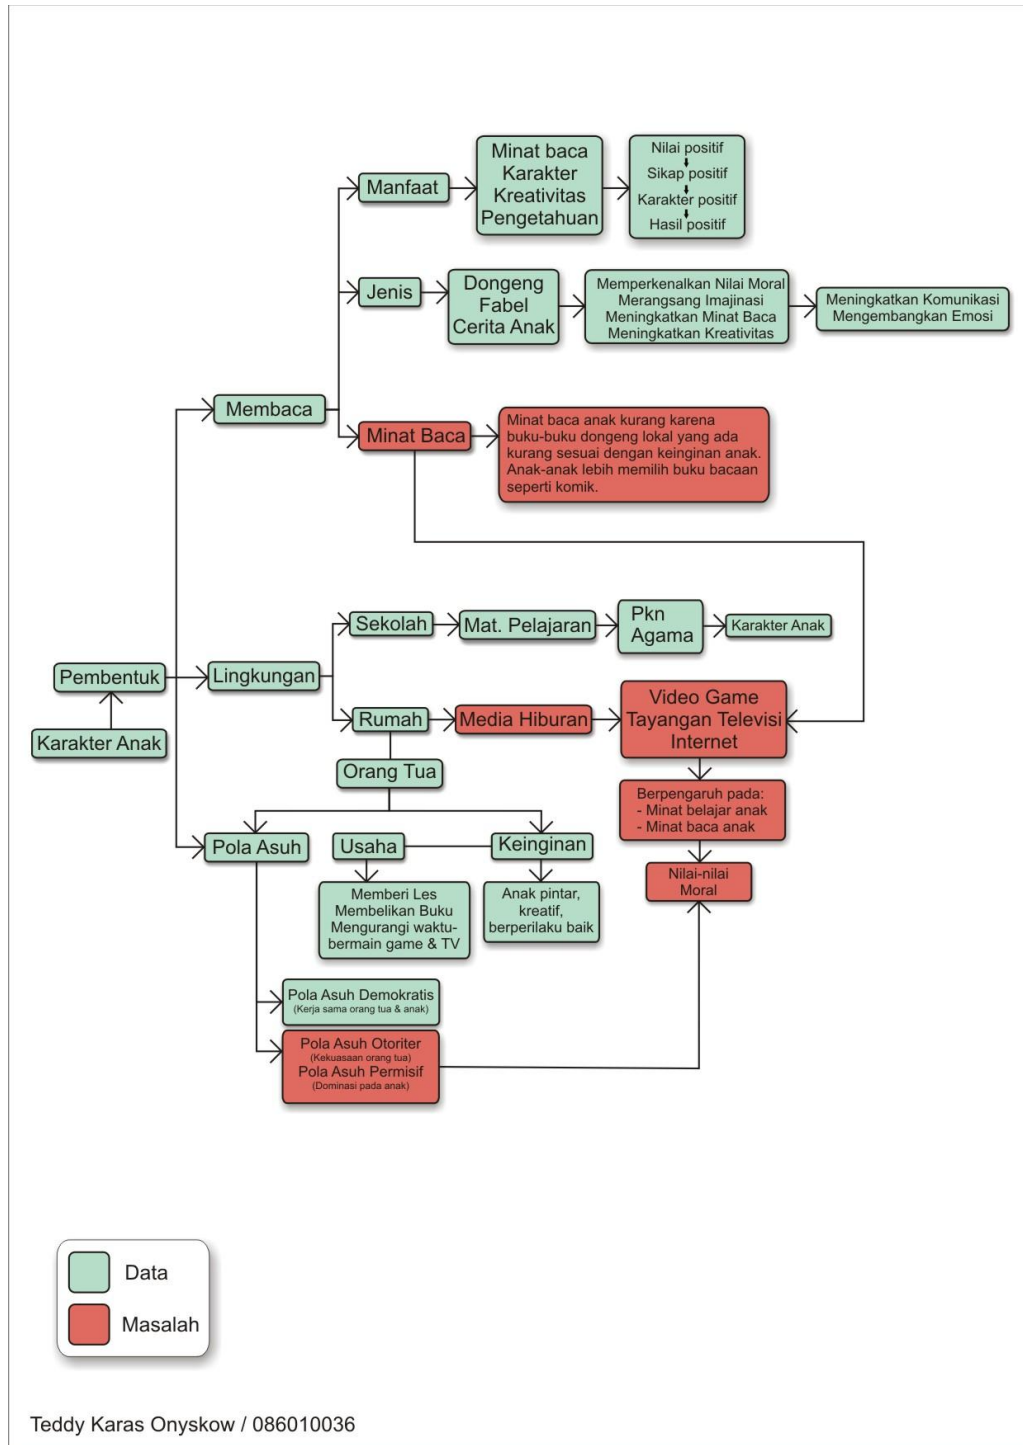 Manfaat
Minat baca
Karakter
Kreativitas
Pengetahuan
Nilai positif
Sikap positif
Karakter positif
Hasil positif
Jenis
Dongeng
Fabel
Cerita Anak
Memperkenalkan Nilai Moral
Merangsang Imajinasi
Meningkatkan Minat Baca
Meningkatkan Kreativitas
Meningkatkan Komunikasi
Mengembangkan Emosi
Membaca
Minat Baca
Minat baca anak kurang karena
buku-buku dongeng lokal yang ada
kurang sesuai dengan keinginan anak.
Anak-anak lebih memilih buku bacaan
seperti komik.
Sekolah
Mat. Pelajaran
Pkn
Agama
Karakter Anak
Pembentuk
Lingkungan
Karakter Anak
Rumah
Media Hiburan
Video Game
Tayangan Televisi
Internet
Orang Tua
Berpengaruh pada:
- Minat belajar anak
- Minat baca anak
Pola Asuh
Usaha
Keinginan
Nilai-nilai
Moral
Memberi Les
Membelikan Buku
Mengurangi waktu-
bermain game & TV
Anak pintar,
kreatif,
berperilaku baik
Pola Asuh Demokratis
(Kerja sama orang tua & anak)
Pola Asuh Otoriter
(Kekuasaan orang tua)
Pola Asuh Permisif
(Dominasi pada anak)
Data
Masalah
Teddy Karas Onyskow / 086010036